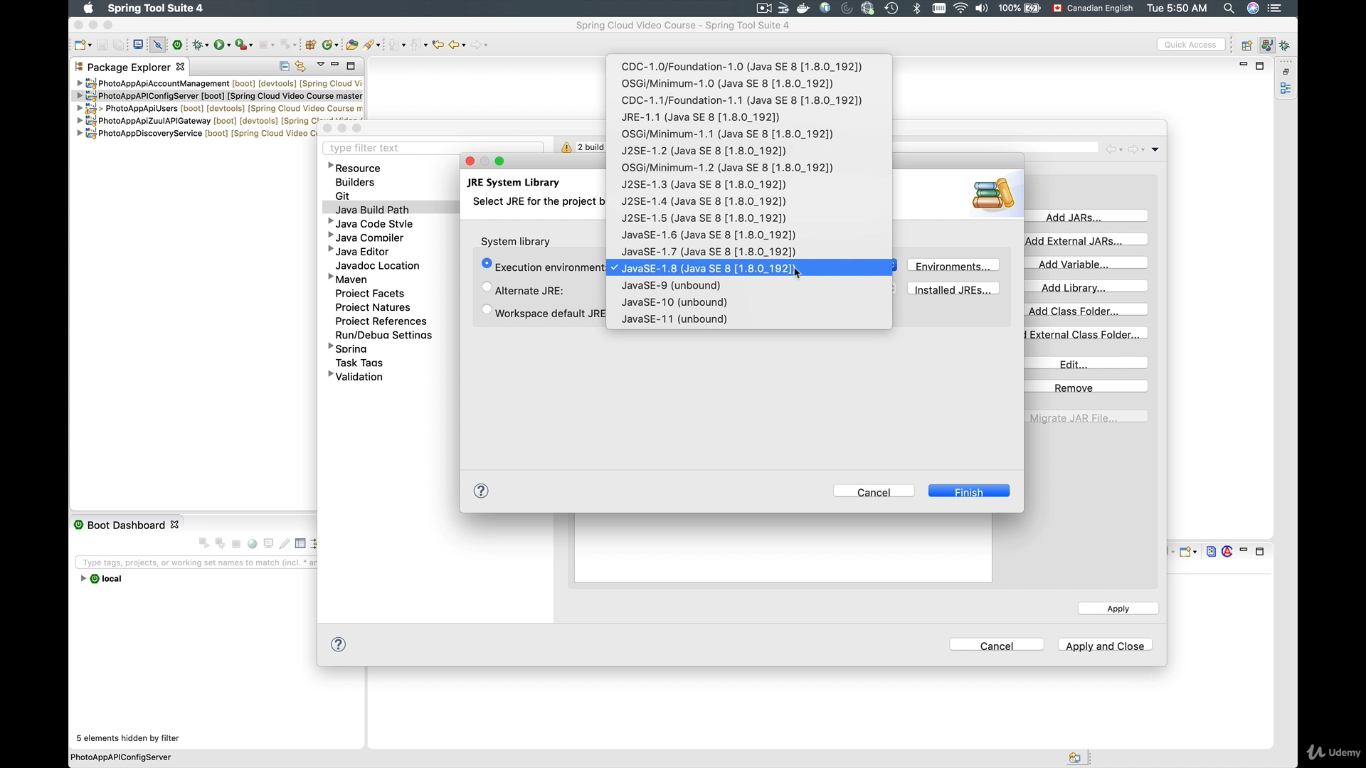 Spring Tool Suite 4
100%
Canadian English
Tue 5:50 AM
Spring Cloud Video Course - Spring Tool Suite 4
Quick Access
Package Explorer
PhotoAppApiAccountManagement [boot] [devtools] [Spring Cloud Vi
PhotoAppAPIConfigServer [boot] [Spring Cloud Video Course master
> PhotoAppApiUsers [boot] [devtools] [Spring Cloud Video Course m
PhotoAppApiZuulAPIGateway [boot] [devtools] [Spring Cloud Video
PhotoAppDiscoveryService [boot] [Spring Cloud Video Co
type filter text
Resource
Builders
Git
Java Build Path
Java Code Style
Java Compiler
Java Editor
Javadoc Location
Maven
Project Facets
Project Natures
Project References
Run/Debug Settings
Spring
Task Tags
Validation
2 build
JRE System Library
Select JRE for the project b
System library
Execution environment:
Alternate JRE:
Workspace default JRE
CDC-1.0/Foundation-1.0 (Java SE 8 [1.8.0_192])
OSGi/Minimum-1.0 (Java SE 8 [1.8.0_192])
CDC-1.1/Foundation-1.1 (Java SE 8 [1.8.0_192])
JRE-1.1 (Java SE 8 [1.8.0_192])
OSGi/Minimum-1.1 (Java SE 8 [1.8.0_192])
J2SE-1.2 (Java SE 8 [1.8.0_192])
OSGi/Minimum-1.2 (Java SE 8 [1.8.0_192])
J2SE-1.3 (Java SE 8 [1.8.0_192])
J2SE-1.4 (Java SE 8 [1.8.0_192])
J2SE-1.5 (Java SE 8 [1.8.0_192])
JavaSE-1.6 (Java SE 8 [1.8.0_192])
JavaSE-1.7 (Java SE 8 [1.8.0_192])
JavaSE-1.8 (Java SE 8 [1.8.0_192])
JavaSE-9 (unbound)
JavaSE-10 (unbound)
JavaSE-11 (unbound)
Environments...
Installed JREs...
Cancel
Finish
Add JARs...
Add External JARs...
Add Variable...
Add Library...
Add Class Folder...
d External Class Folder...
Edit...
Remove
Migrate JAR File...
Apply
Cancel
Apply and Close
Boot Dashboard
Type tags, projects, or working set names to match (incl. * an
local
5 elements hidden by filter
PhotoAppAPIConfigServer
Udemy